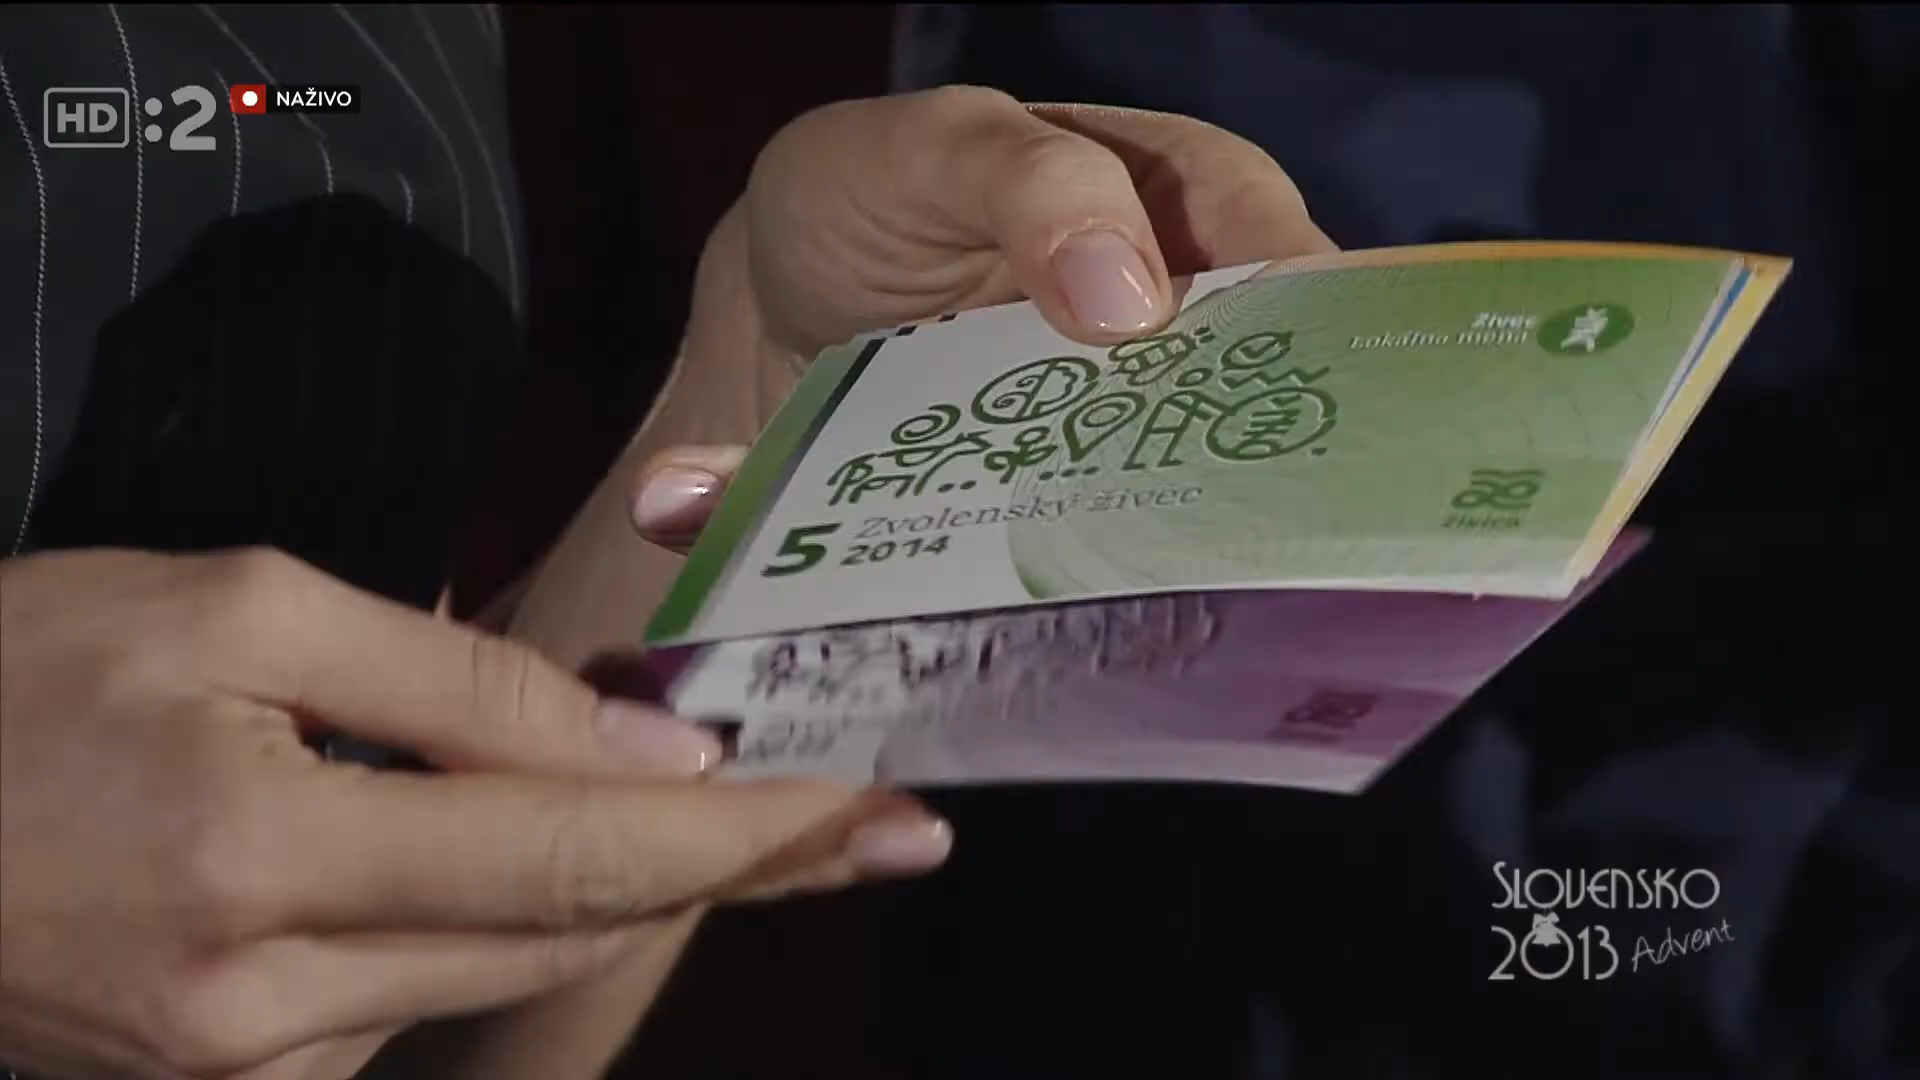 HD :2 NAŽIVO
živec
Lokálna mena
5 Zvolenský živec
2014
živica
SLOVENSKO
2013 Advent